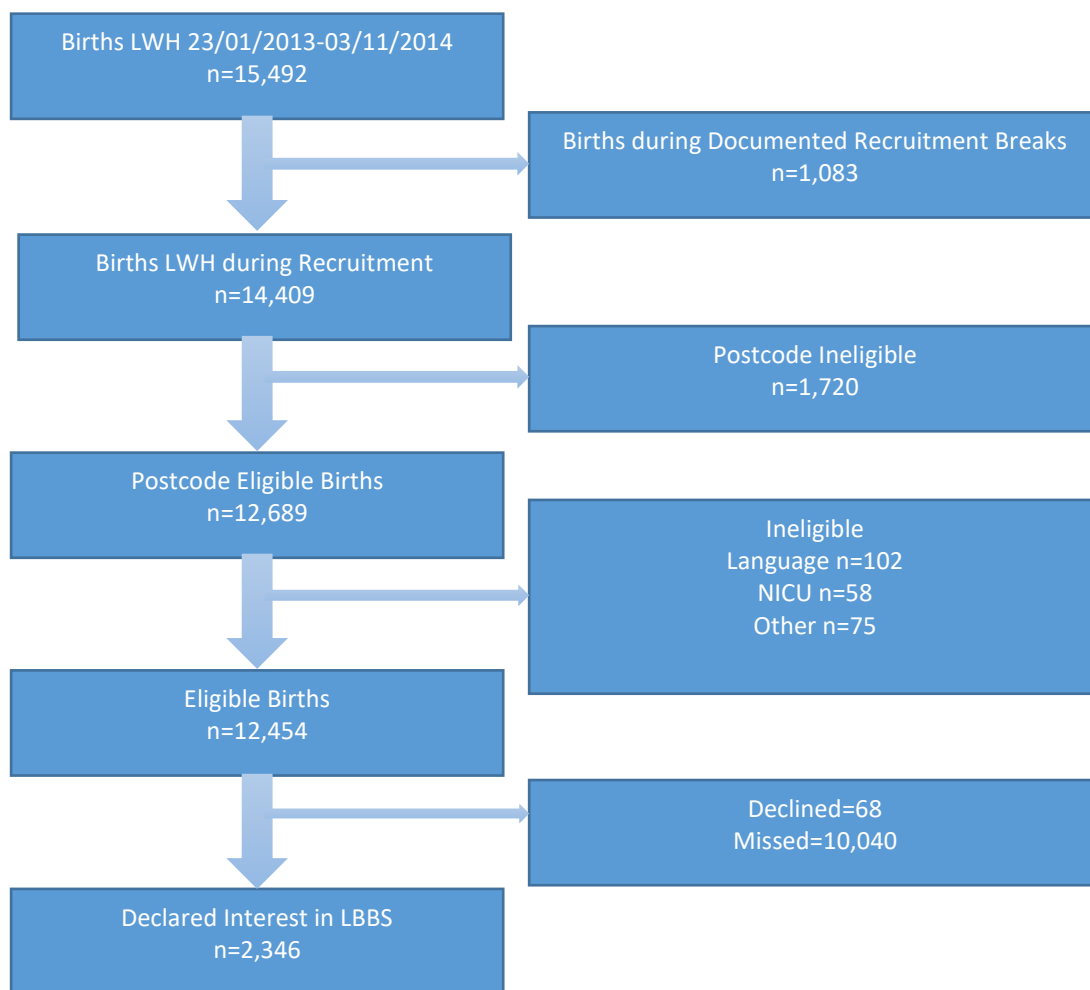 Births LWH 23/01/2013-03/11/2014
n=15,492
Births during Documented Recruitment Breaks
n=1,083
Births LWH during Recruitment
n=14,409
Postcode Ineligible
n=1,720
Postcode Eligible Births
n=12,689
Ineligible
Language n=102
NICU n=58
Other n=75
Eligible Births
n=12,454
Declined=68
Missed=10,040
Declared Interest in LBBS
n=2,346